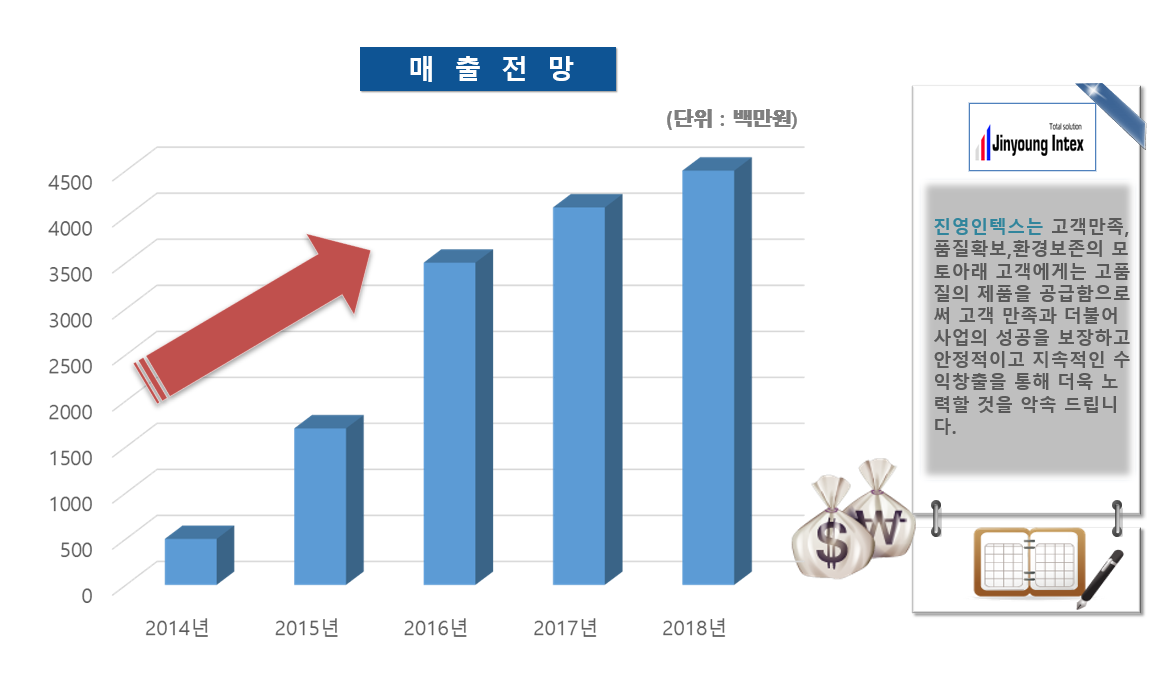 매 출 전 망
(단위 : 백만원)
4500
4000
3500
3000
2500
2000
1500
1000
500
0
2014년 2015년 2016년 2017년 2018년
Total solution
Jinyoung Intex
진영인텍스는 고객만족,
품질확보,환경보존의 모
토아래 고객에게는 고품
질의 제품을 공급함으로
써 고객 만족과 더불어
사업의 성공을 보장하고
안정적이고 지속적인 수
익창출을 통해 더욱 노
력할 것을 약속 드립니
다.
$
₩